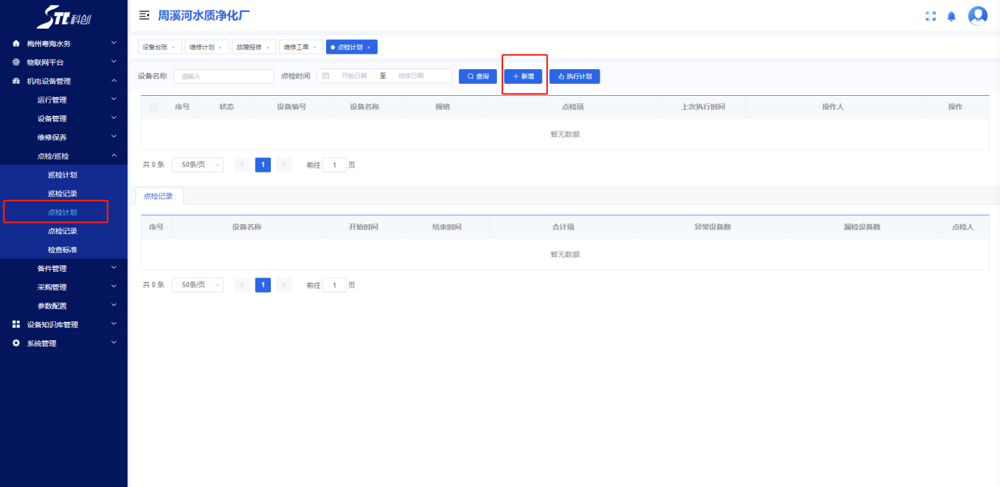 STC科创
周溪河水质净化厂
梅州粤海水务
物联网平台
机电设备管理
运行管理
设备管理
维修保养
点检/巡检
巡检计划
巡检记录
点检计划
点检记录
检查标准
备件管理
采购管理
参数配置
设备知识库管理
系统管理
设备台账 × 维修计划 × 故障报修 × 维修工单 × 点检计划 ×
设备名称 请输入 点检时间 开始日期 至 结束日期 查询 + 新增 执行计划
序号 状态 设备编号 设备名称 规格 点检项 上次执行时间 操作人 操作
暂无数据
共 0 条 50条/页 < 1 > 前往 1 页
点检记录
序号 设备名称 开始时间 结束时间 合计项 异常设备数 漏检设备数 点检人
暂无数据
共 0 条 50条/页 < 1 > 前往 1 页